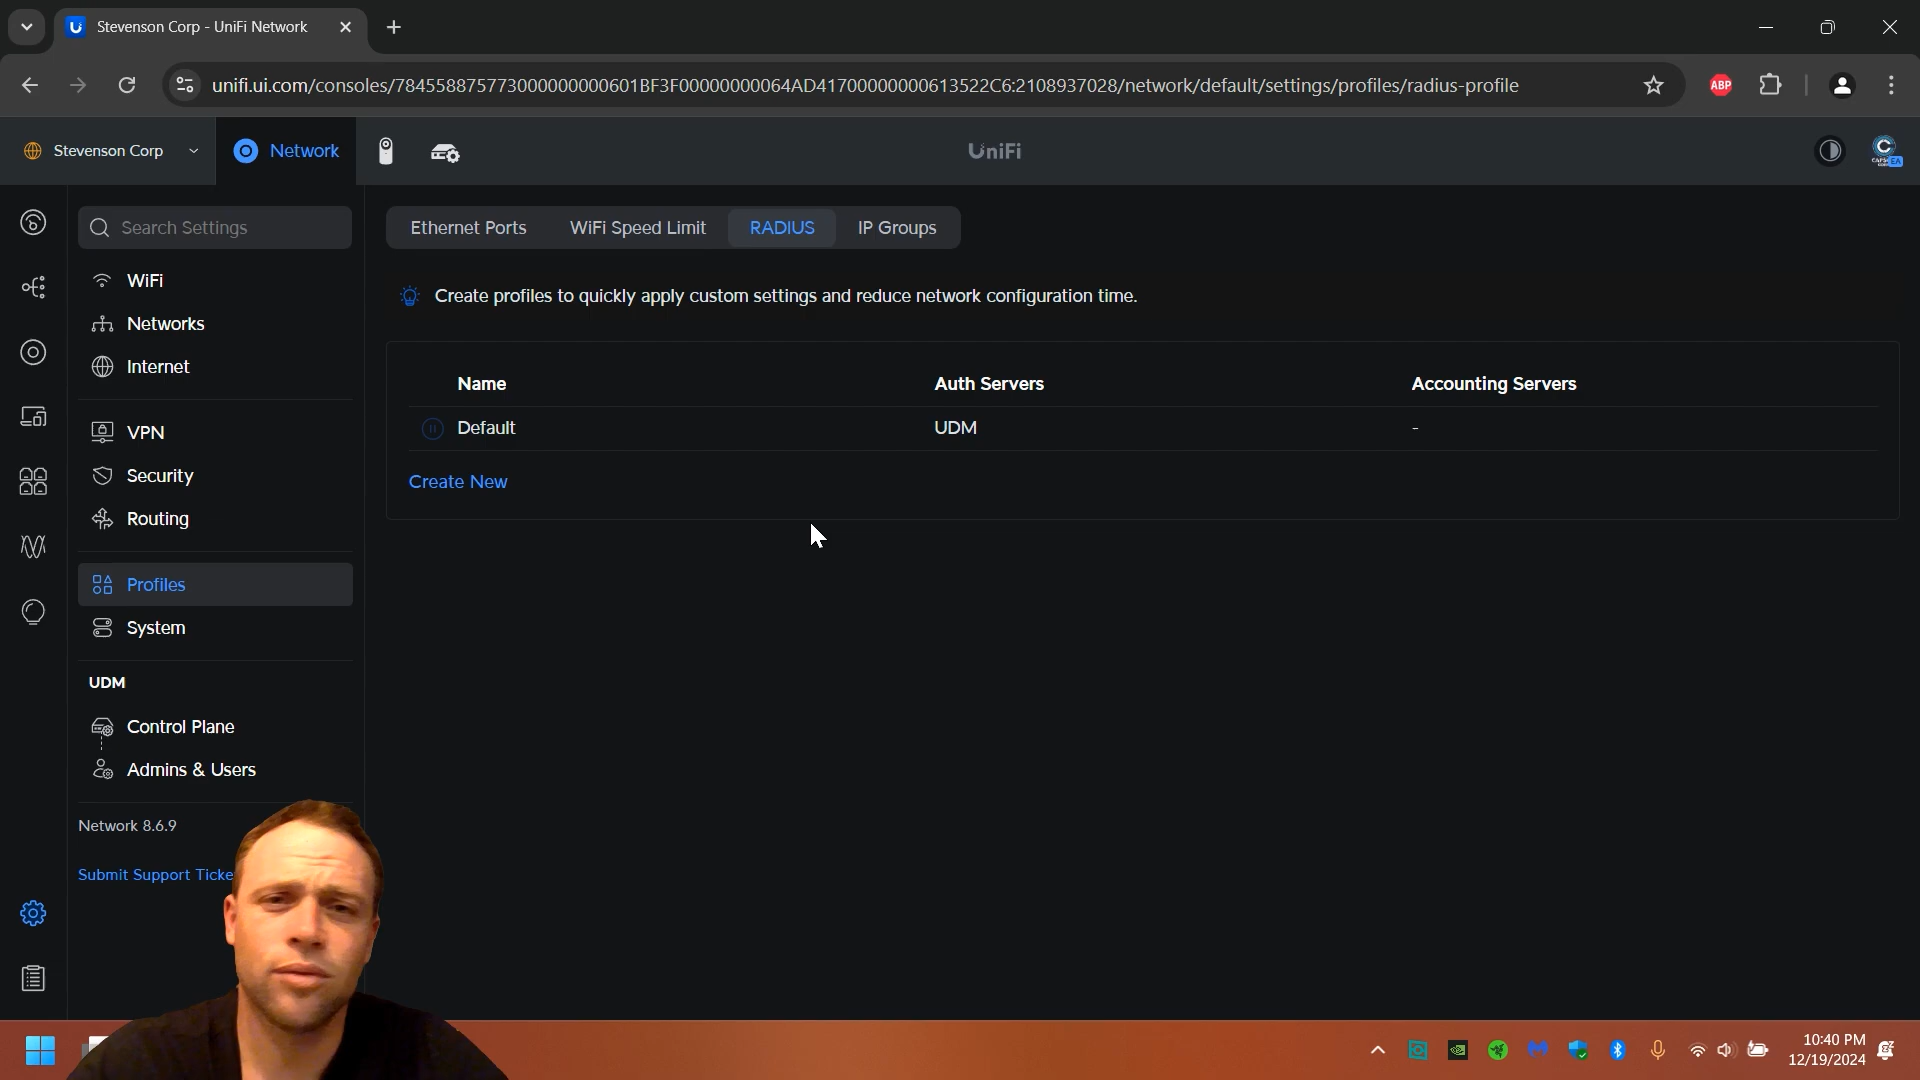 Stevenson Corp - UniFi Network
unifi.ui.com/consoles/784558875773000000000601BF3F00000000064AD41700000000613522C6:2108937028/network/default/settings/profiles/radius-profile
ABP
Stevenson Corp
Network
UniFi
EA
Search Settings
WiFi
Networks
Internet
VPN
Security
Routing
Profiles
System
UDM
Control Plane
Admins & Users
Network 8.6.9
Submit Support Ticke
Ethernet Ports
WiFi Speed Limit
RADIUS
IP Groups
Create profiles to quickly apply custom settings and reduce network configuration time.
Name Auth Servers Accounting Servers
Default UDM -
Create New
10:40 PM
12/19/2024